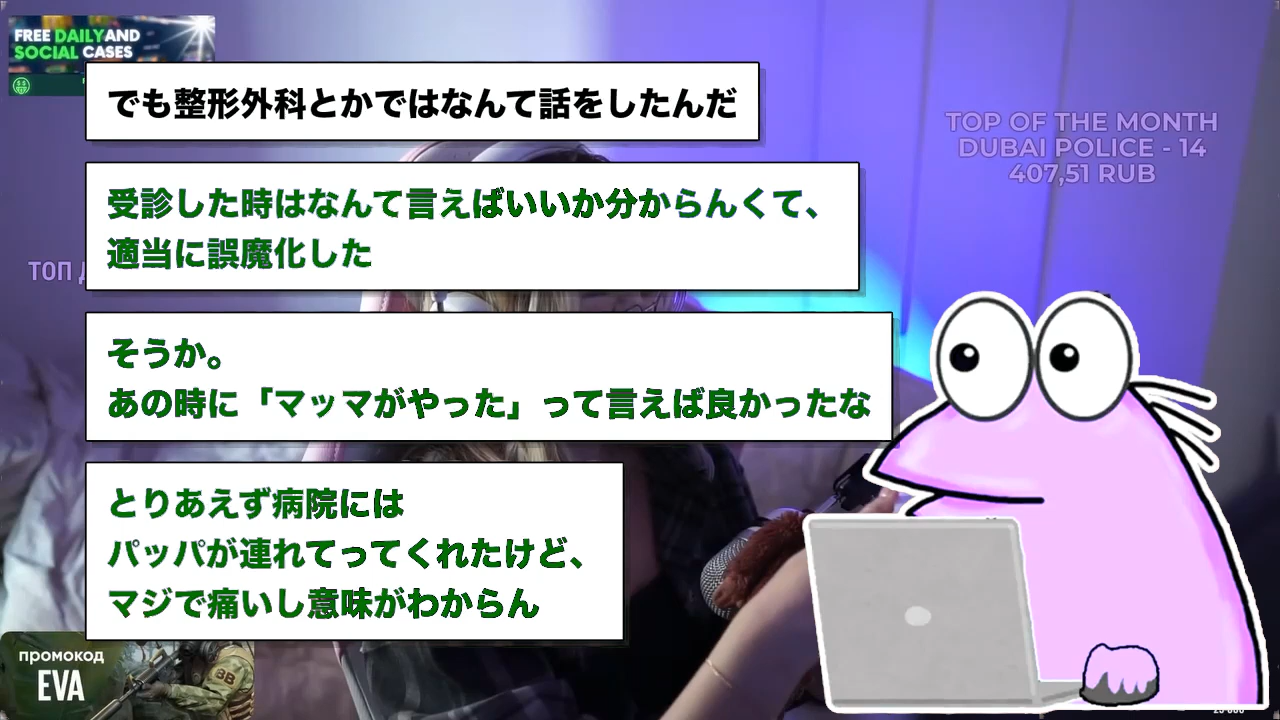 FREE DAILY AND
SOCIAL CASES
でも整形外科とかではなんて話をしたんだ
TOP OF THE MONTH
DUBAI POLICE - 14
407,51 RUB
受診した時はなんて言えばいいか分からんくて、
適当に誤魔化した
ТОП
そうか。
あの時に「マッマがやった」って言えば良かったな
とりあえず病院には
パッパが連れてってくれたけど、
マジで痛いし意味がわからん
промокод
EVA
BB